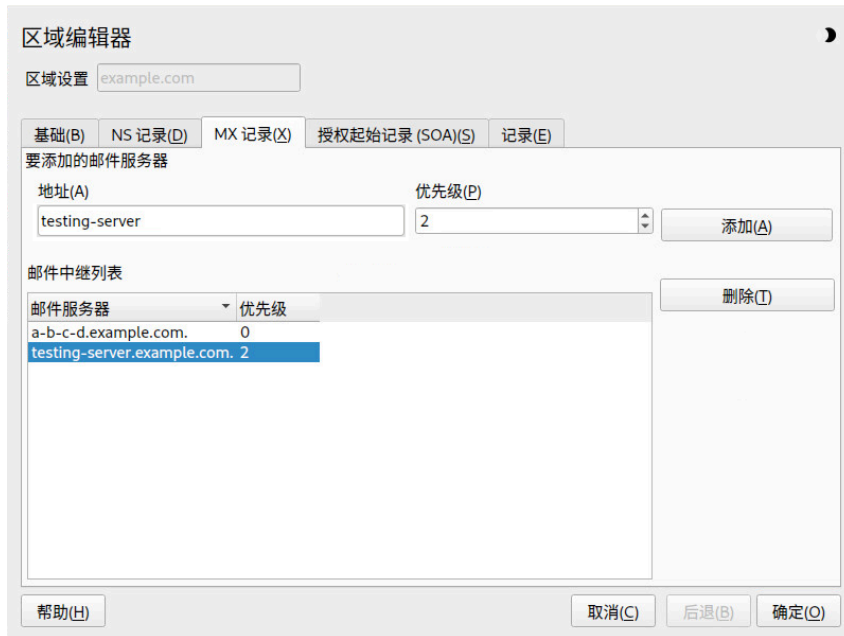 区域编辑器
区域设置 example.com
基础(B) NS 记录(D) MX 记录(X) 授权起始记录 (SOA)(S) 记录(E)
要添加的邮件服务器
地址(A) 优先级(P)
testing-server 2 添加(A)
邮件中继列表
删除(T)
邮件服务器 优先级
a-b-c-d.example.com. 0
testing-server.example.com. 2
帮助(H) 取消(C) 后退(B) 确定(O)